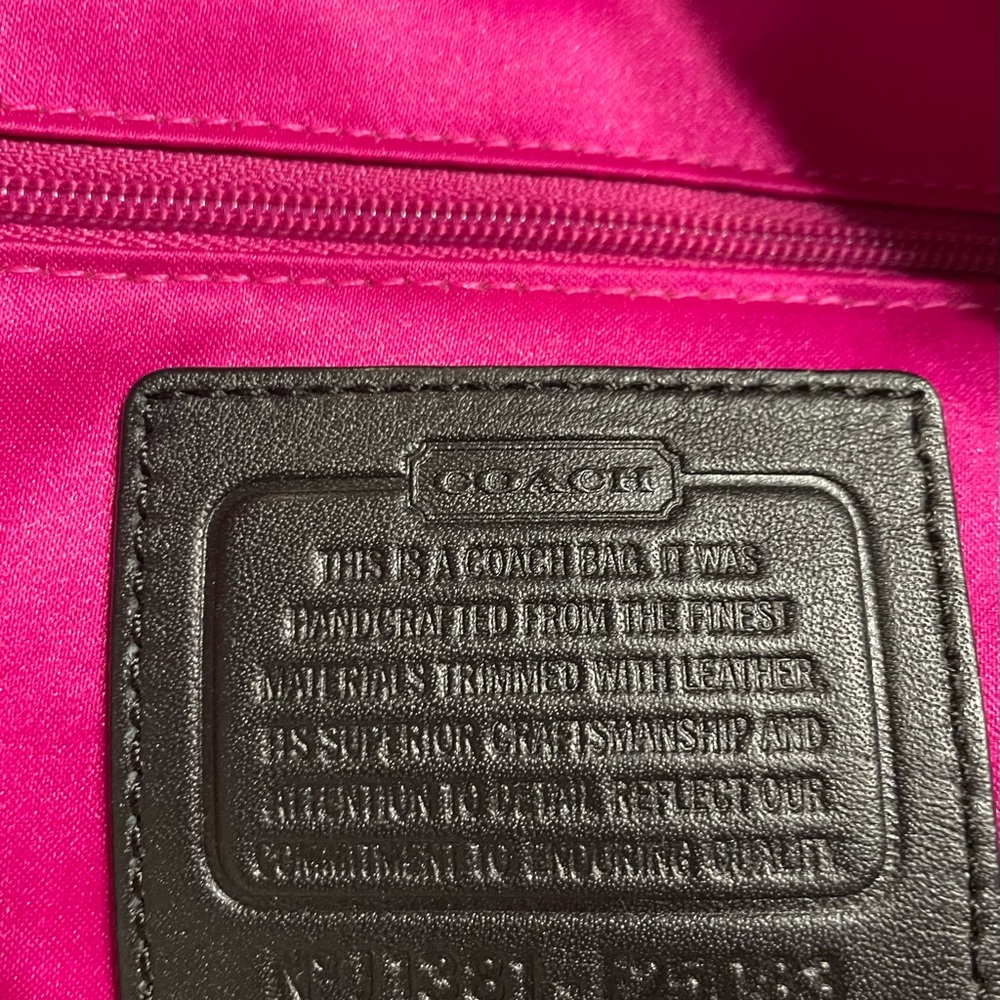 COACH
THIS IS A COACH BAG. IT WAS
HANDCRAFTED FROM THE FINEST
MATERIALS TRIMMED WITH LEATHER.
ITS SUPERIOR CRAFTSMANSHIP AND
ATTENTION TO DETAIL REFLECT OUR
COMMITMENT TO ENDURING QUALITY.